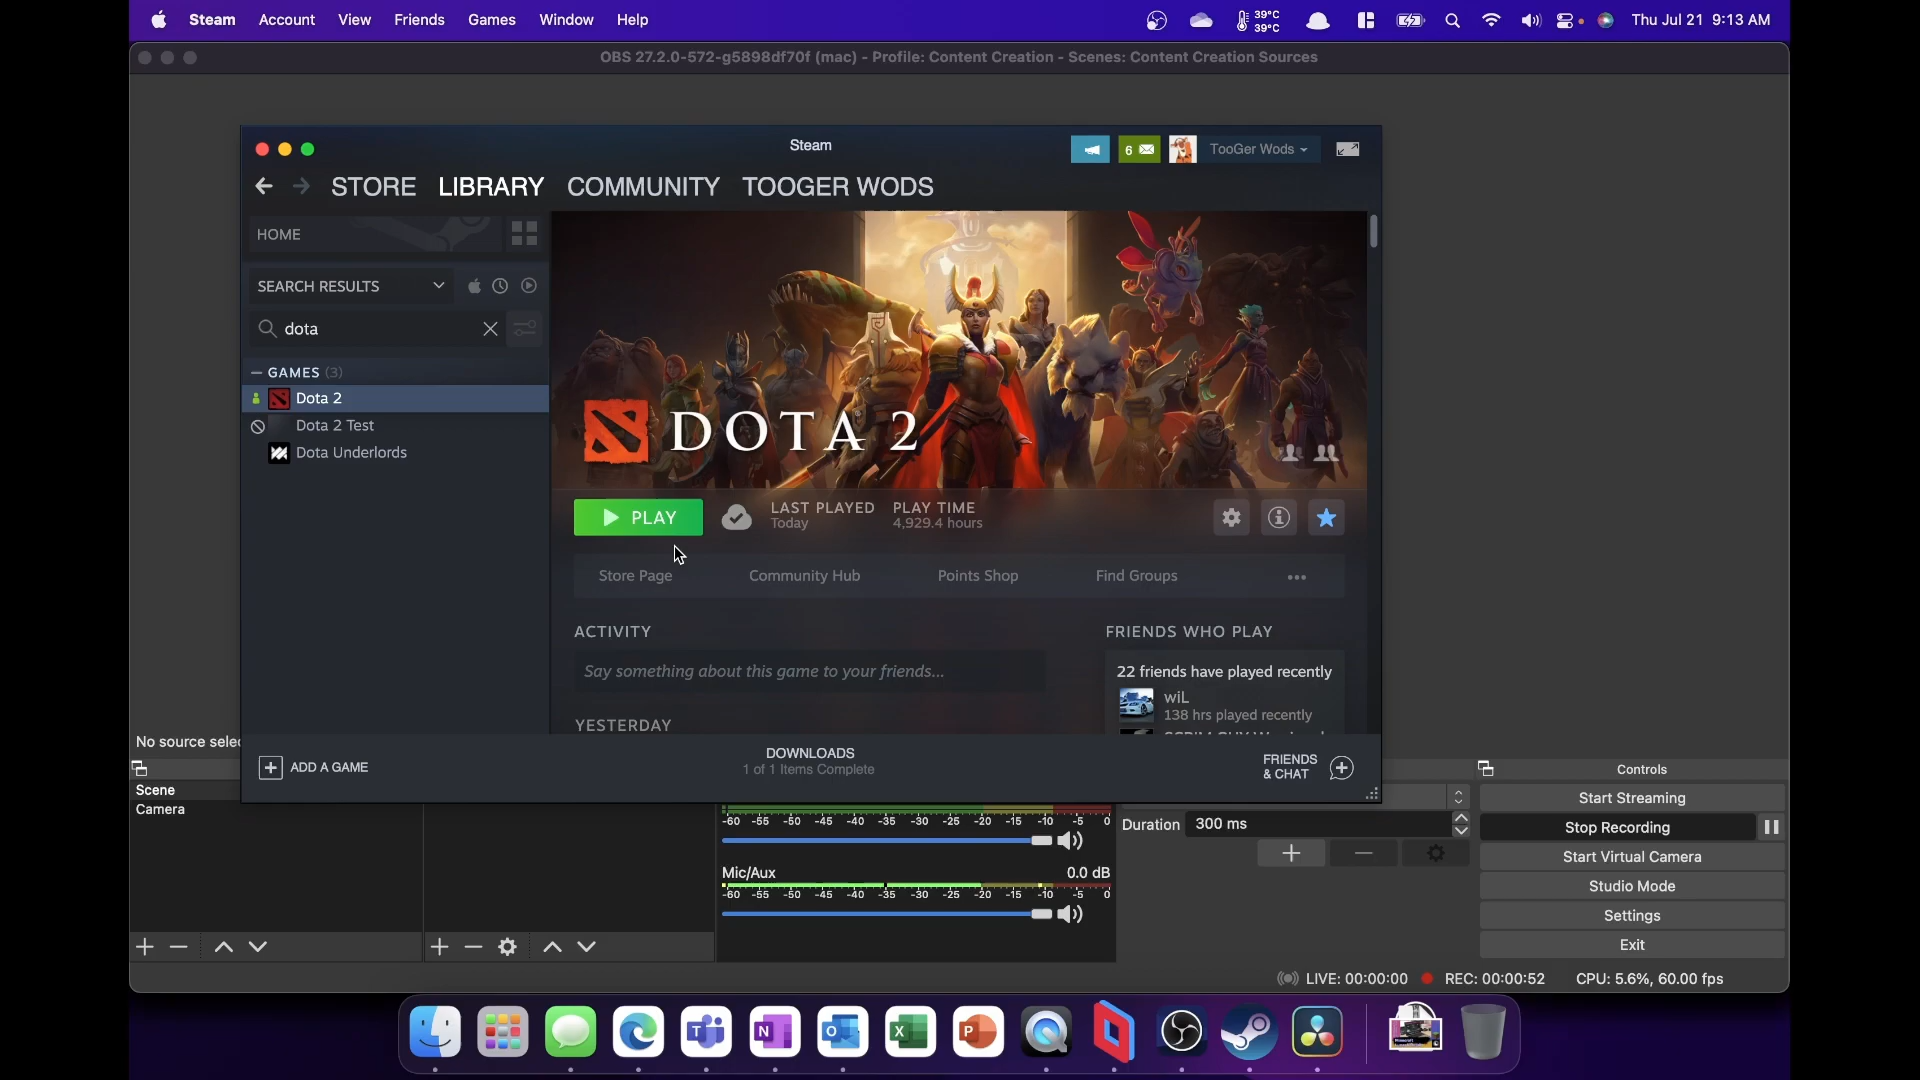 Steam Account View Friends Games Window Help
39°C
39°C
Thu Jul 21 9:13 AM
OBS 27.2.0-572-g5898df70f (mac) - Profile: Content Creation - Scenes: Content Creation Sources
Steam
6
TooGer Wods
STORE LIBRARY COMMUNITY TOOGER WODS
HOME
SEARCH RESULTS
dota
GAMES (3)
Dota 2
Dota 2 Test
Dota Underlords
DOTA 2
PLAY
LAST PLAYED
Today
PLAY TIME
4,929.4 hours
Store Page Community Hub Points Shop Find Groups
ACTIVITY
Say something about this game to your friends...
YESTERDAY
FRIENDS WHO PLAY
22 friends have played recently
wiL
138 hrs played recently
ADD A GAME
DOWNLOADS
1 of 1 Items Complete
FRIENDS
& CHAT
No source selec
Scene
Camera
-60 -55 -50 -45 -40 -35 -30 -25 -20 -15 -10 -5 0
Mic/Aux 0.0 dB
-60 -55 -50 -45 -40 -35 -30 -25 -20 -15 -10 -5 0
Duration 300 ms
Controls
Start Streaming
Stop Recording
Start Virtual Camera
Studio Mode
Settings
Exit
LIVE: 00:00:00 REC: 00:00:52 CPU: 5.6%, 60.00 fps